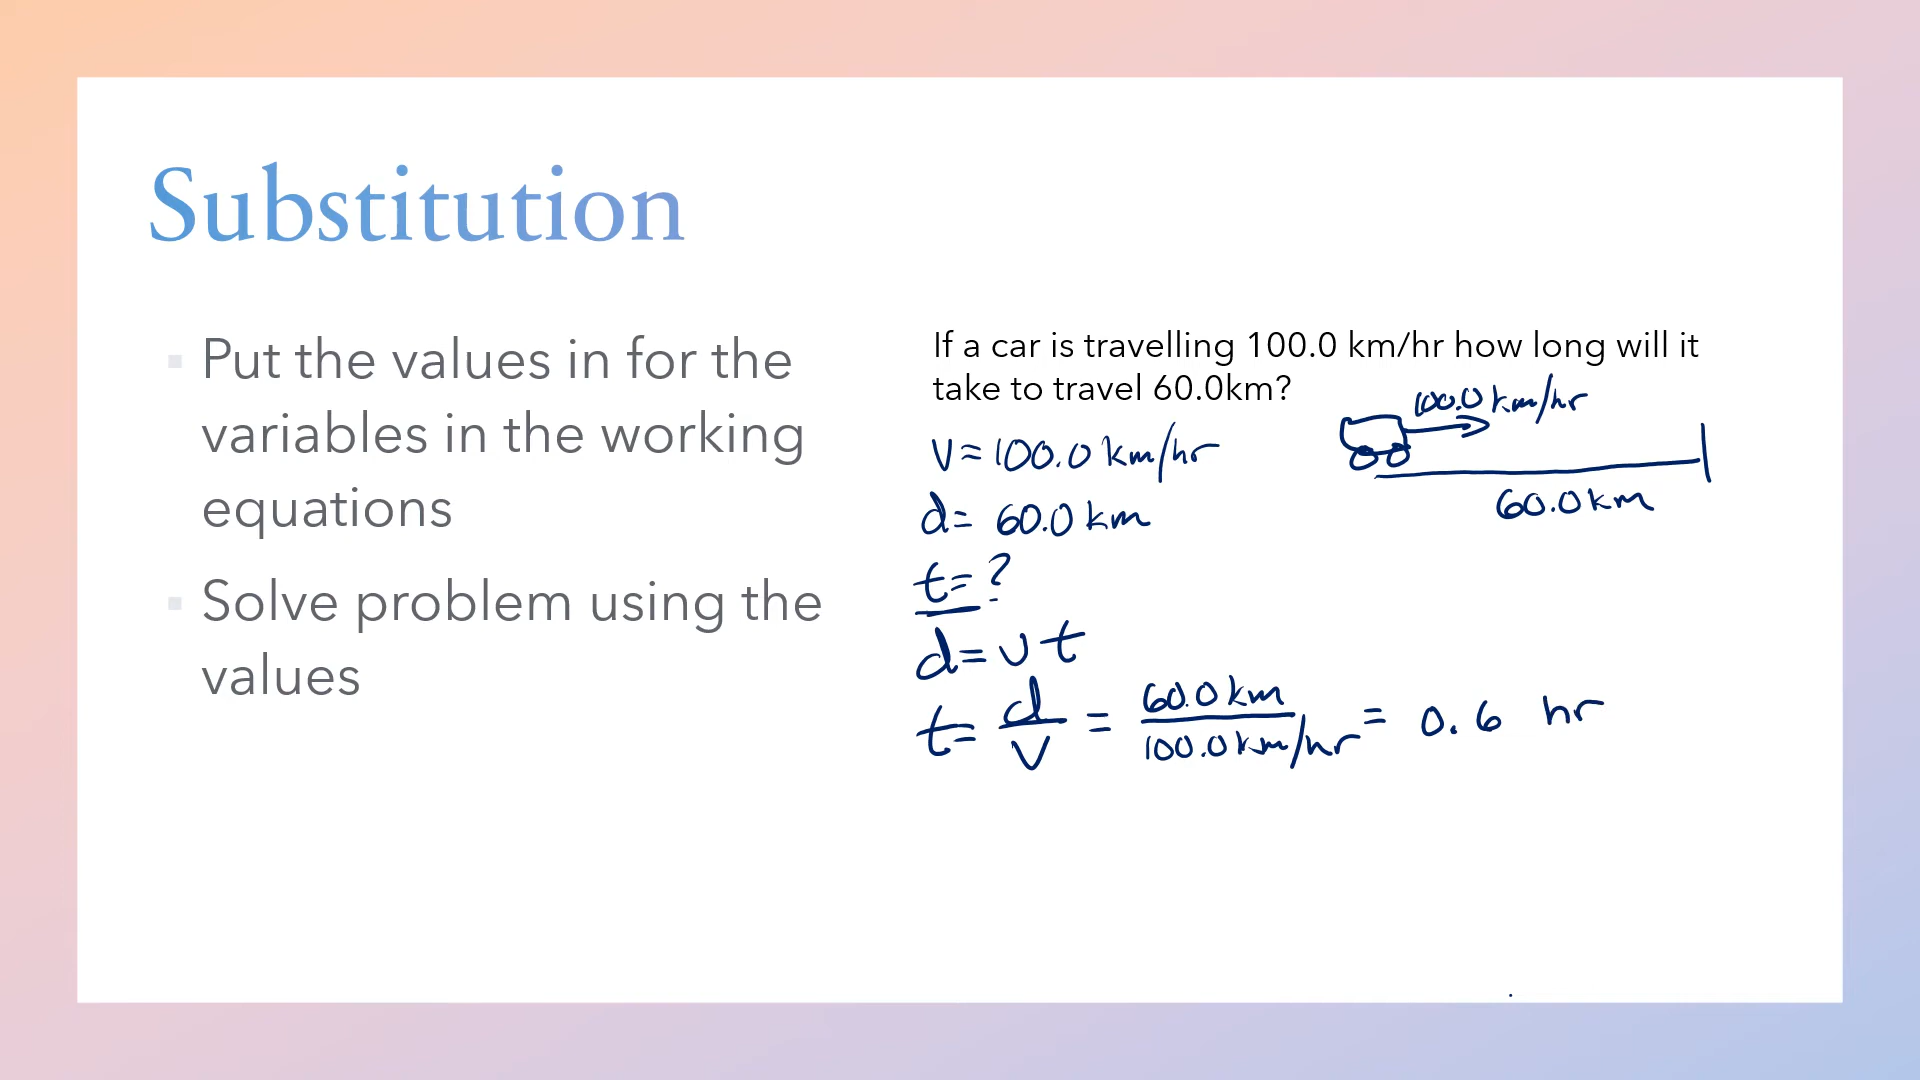 Substitution
▪ Put the values in for the
variables in the working
equations
▪ Solve problem using the
values
If a car is travelling 100.0 km/hr how long will it
take to travel 60.0km?
100.0 km/hr
v = 100.0 km/hr
60.0 km
d = 60.0 km
t = ?
d = v t
t = d/v = 60.0 km / 100.0 km/hr = 0.6 hr